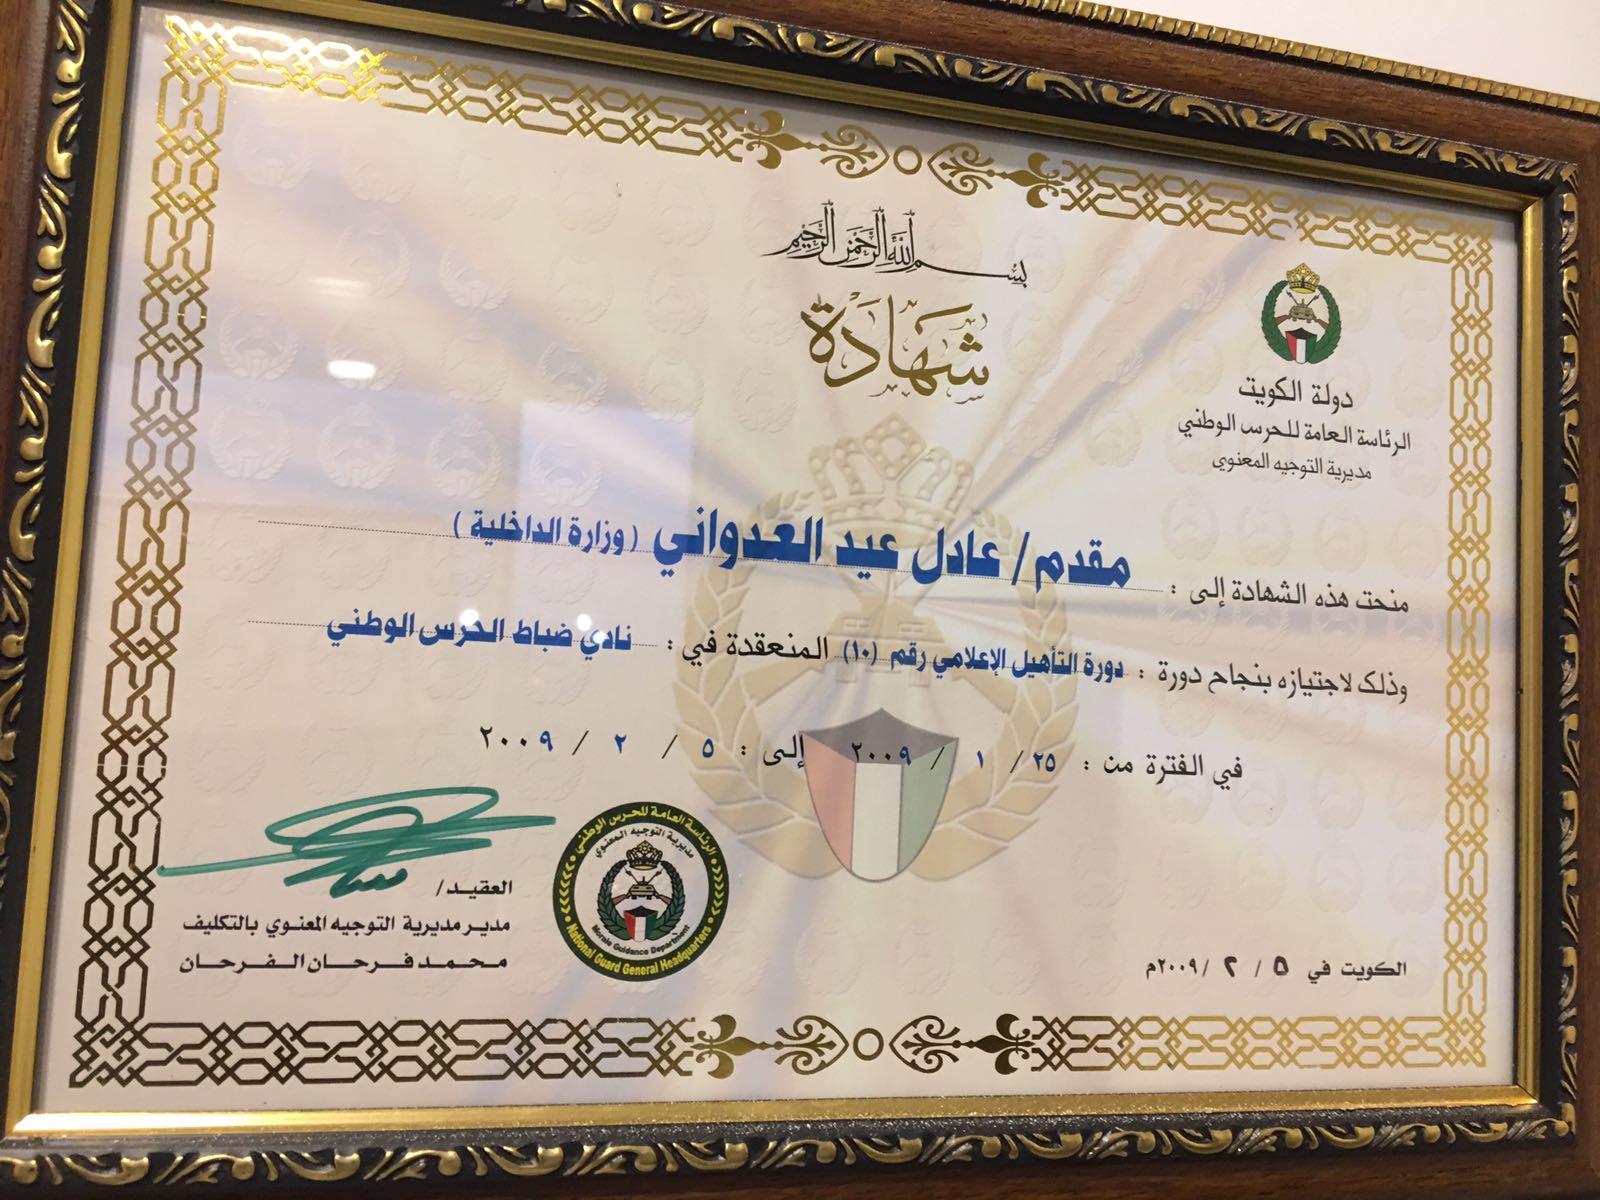 بسم الله الرحمن الرحيم
شهادة
دولة الكويت
الرئاسة العامة للحرس الوطني
مديرية التوجيه المعنوي
منحت هذه الشهادة إلى : مقدم/ عادل عيد العدواني ( وزارة الداخلية )
وذلك لاجتيازه بنجاح دورة : دورة التأهيل الإعلامي رقم (١٠) المنعقدة في : نادي ضباط الحرس الوطني
في الفترة من : ٢٥ / ١ / ٢٠٠٩ إلى : ٥ / ٢ / ٢٠٠٩
العقيد/
مدير مديرية التوجيه المعنوي بالتكليف
محمد فرحان الفرحان
الرئاسة العامة للحرس الوطني
مديرية التوجيه المعنوي
Morale Guidance Department
National Guard General Headquarters
الكويت في ٥ / ٢ / ٢٠٠٩م